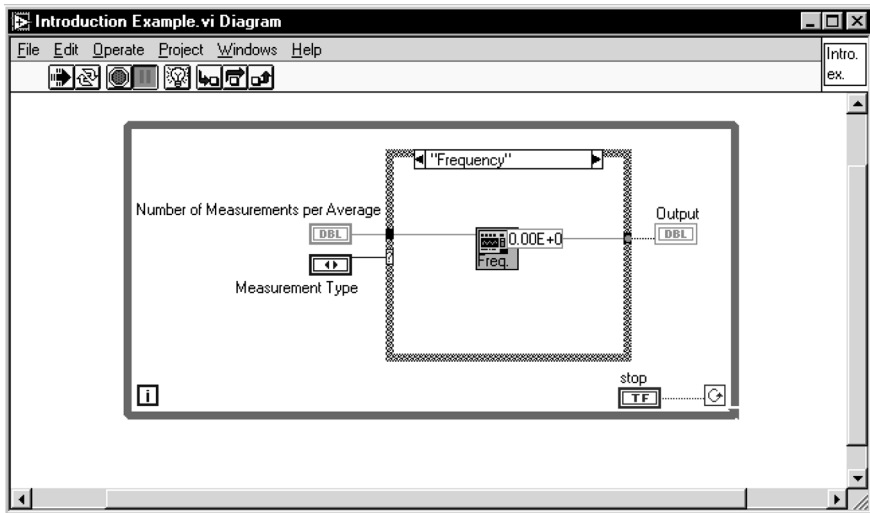 Introduction Example.vi Diagram
File Edit Operate Project Windows Help
Intro.
ex.
"Frequency"
Number of Measurements per Average
DBL
Measurement Type
?
0.00E+0
Freq.
Output
DBL
i
stop
TF